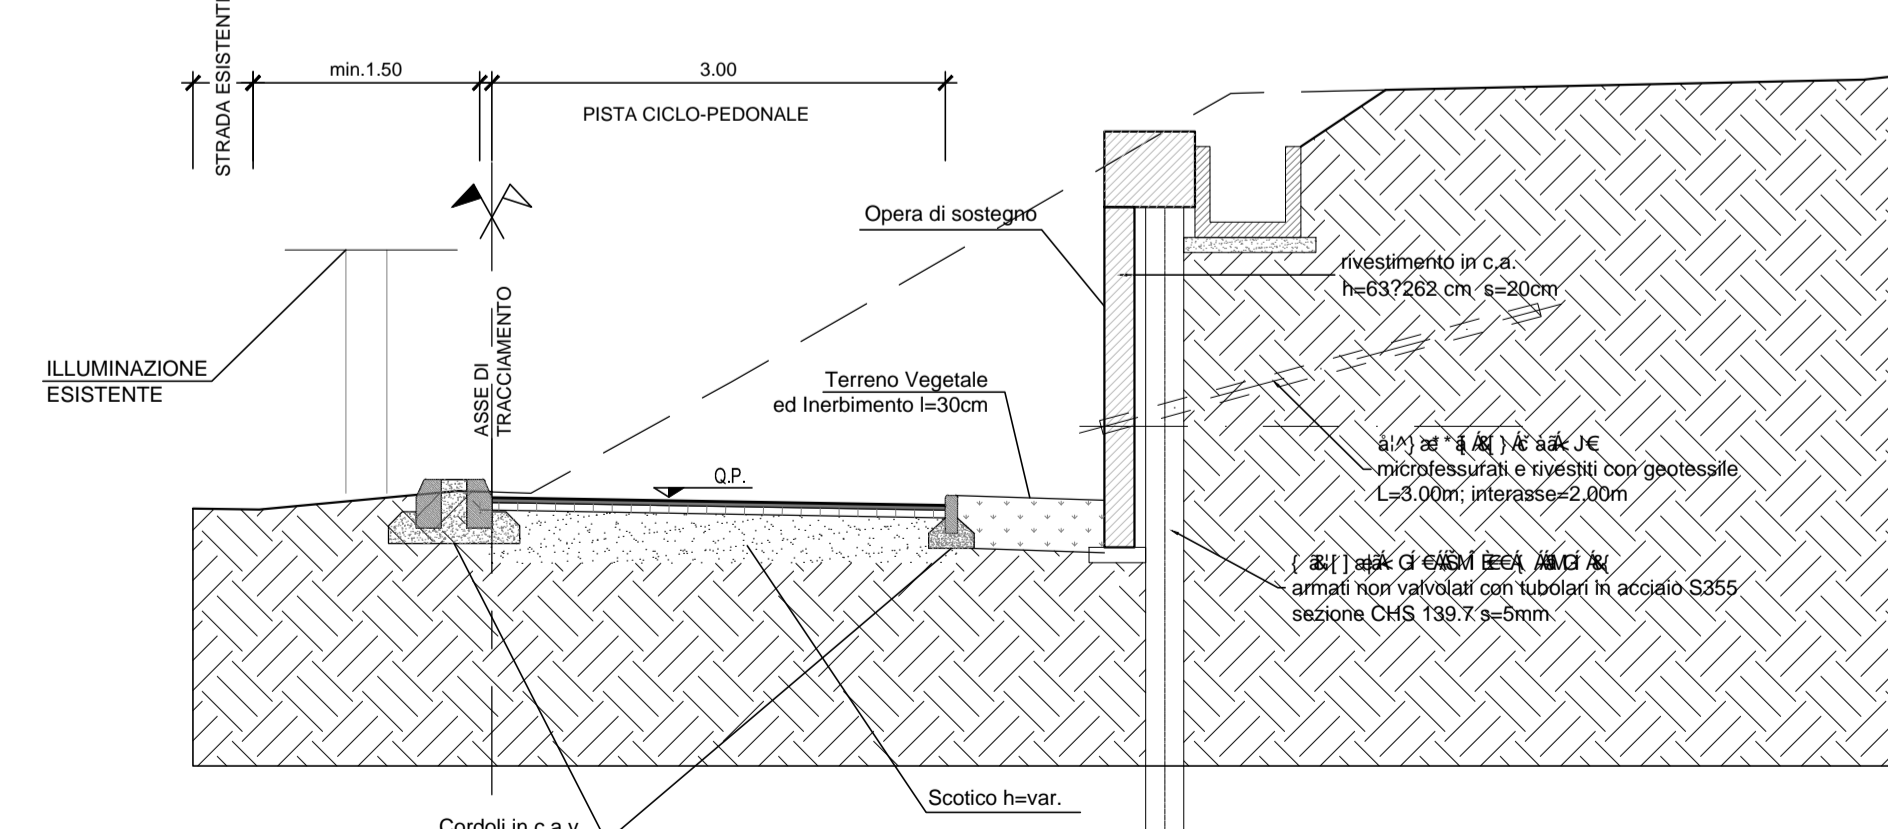 STRADA ESISTENTE
min.1.50
3.00
PISTA CICLO-PEDONALE
Opera di sostegno
rivestimento in c.a.
h=63?262 cm s=20cm
ASSE DI
TRACCIAMENTO
ILLUMINAZIONE
ESISTENTE
Terreno Vegetale
ed Inerbimento l=30cm
Q.P.
microfessurati e rivestiti con geotessile
L=3.00m; interasse=2.00m
armati non valvolati con tubolari in acciaio S355
sezione CHS 139.7 s=5mm
Scotico h=var.
Cordoli in c.a.v.